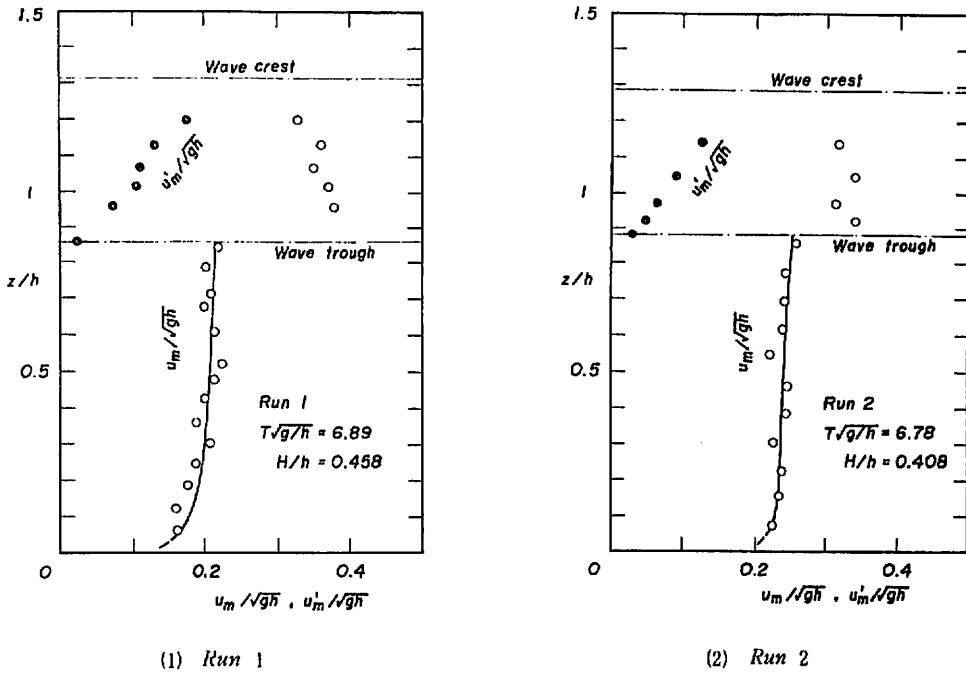 1.5
Wave crest
u'm/√gh
1
Wave trough
z/h
um/√gh
0.5
Run 1
T√g/h = 6.89
H/h = 0.458
0
0.2
0.4
um/√gh , u'm/√gh
(1) Run 1
1.5
Wave crest
u'm/√gh
1
Wave trough
z/h
um/√gh
0.5
Run 2
T√g/h = 6.78
H/h = 0.408
0
0.2
0.4
um/√gh , u'm/√gh
(2) Run 2